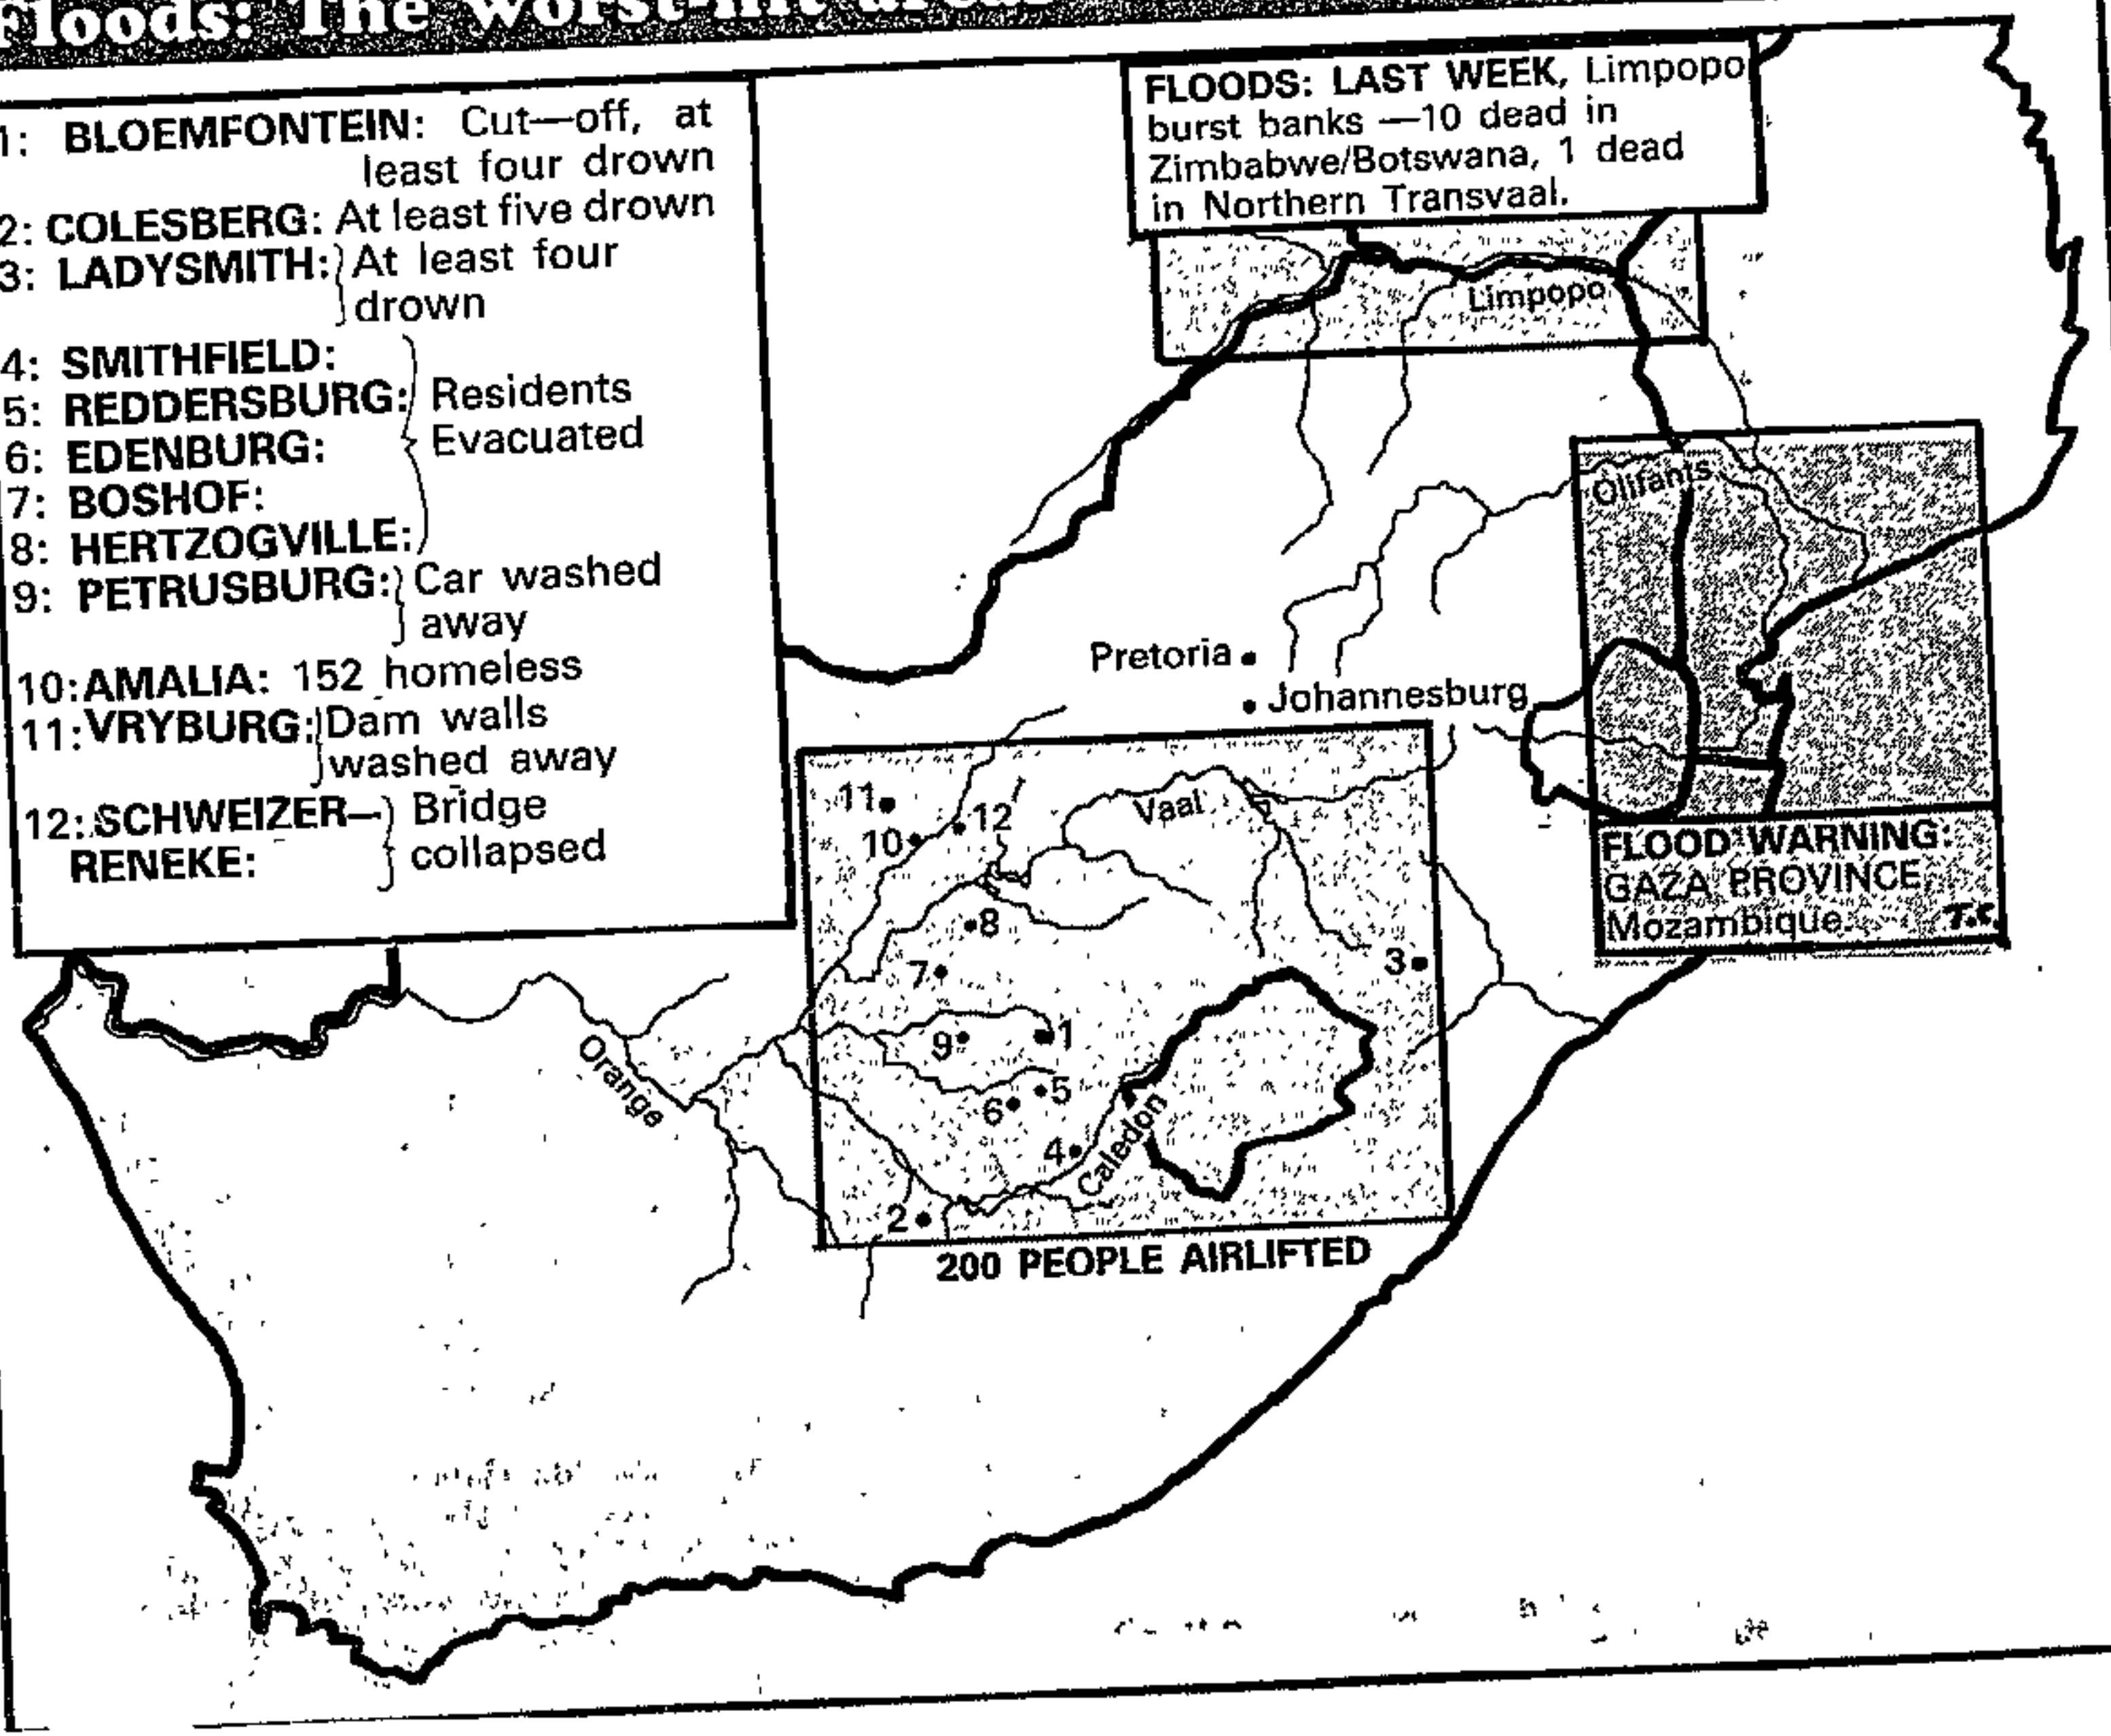 Floods: The worst-hit areas
1: BLOEMFONTEIN: Cut—off, at
least four drown
2: COLESBERG: At least five drown
3: LADYSMITH: At least four
drown
4: SMITHFIELD:
5: REDDERSBURG: Residents
6: EDENBURG: Evacuated
7: BOSHOF:
8: HERTZOGVILLE:
9: PETRUSBURG: Car washed
away
10: AMALIA: 152 homeless
11: VRYBURG: Dam walls
washed away
12: SCHWEIZER— Bridge
RENEKE: collapsed
FLOODS: LAST WEEK, Limpopo
burst banks —10 dead in
Zimbabwe/Botswana, 1 dead
in Northern Transvaal.
Limpopo
Olifants
Pretoria
Johannesburg
11
10
12
Vaal
8
7
3
9
1
5
6
4
Caledon
2
Orange
200 PEOPLE AIRLIFTED
FLOOD WARNING:
GAZA PROVINCE
Mozambique.
T.C.